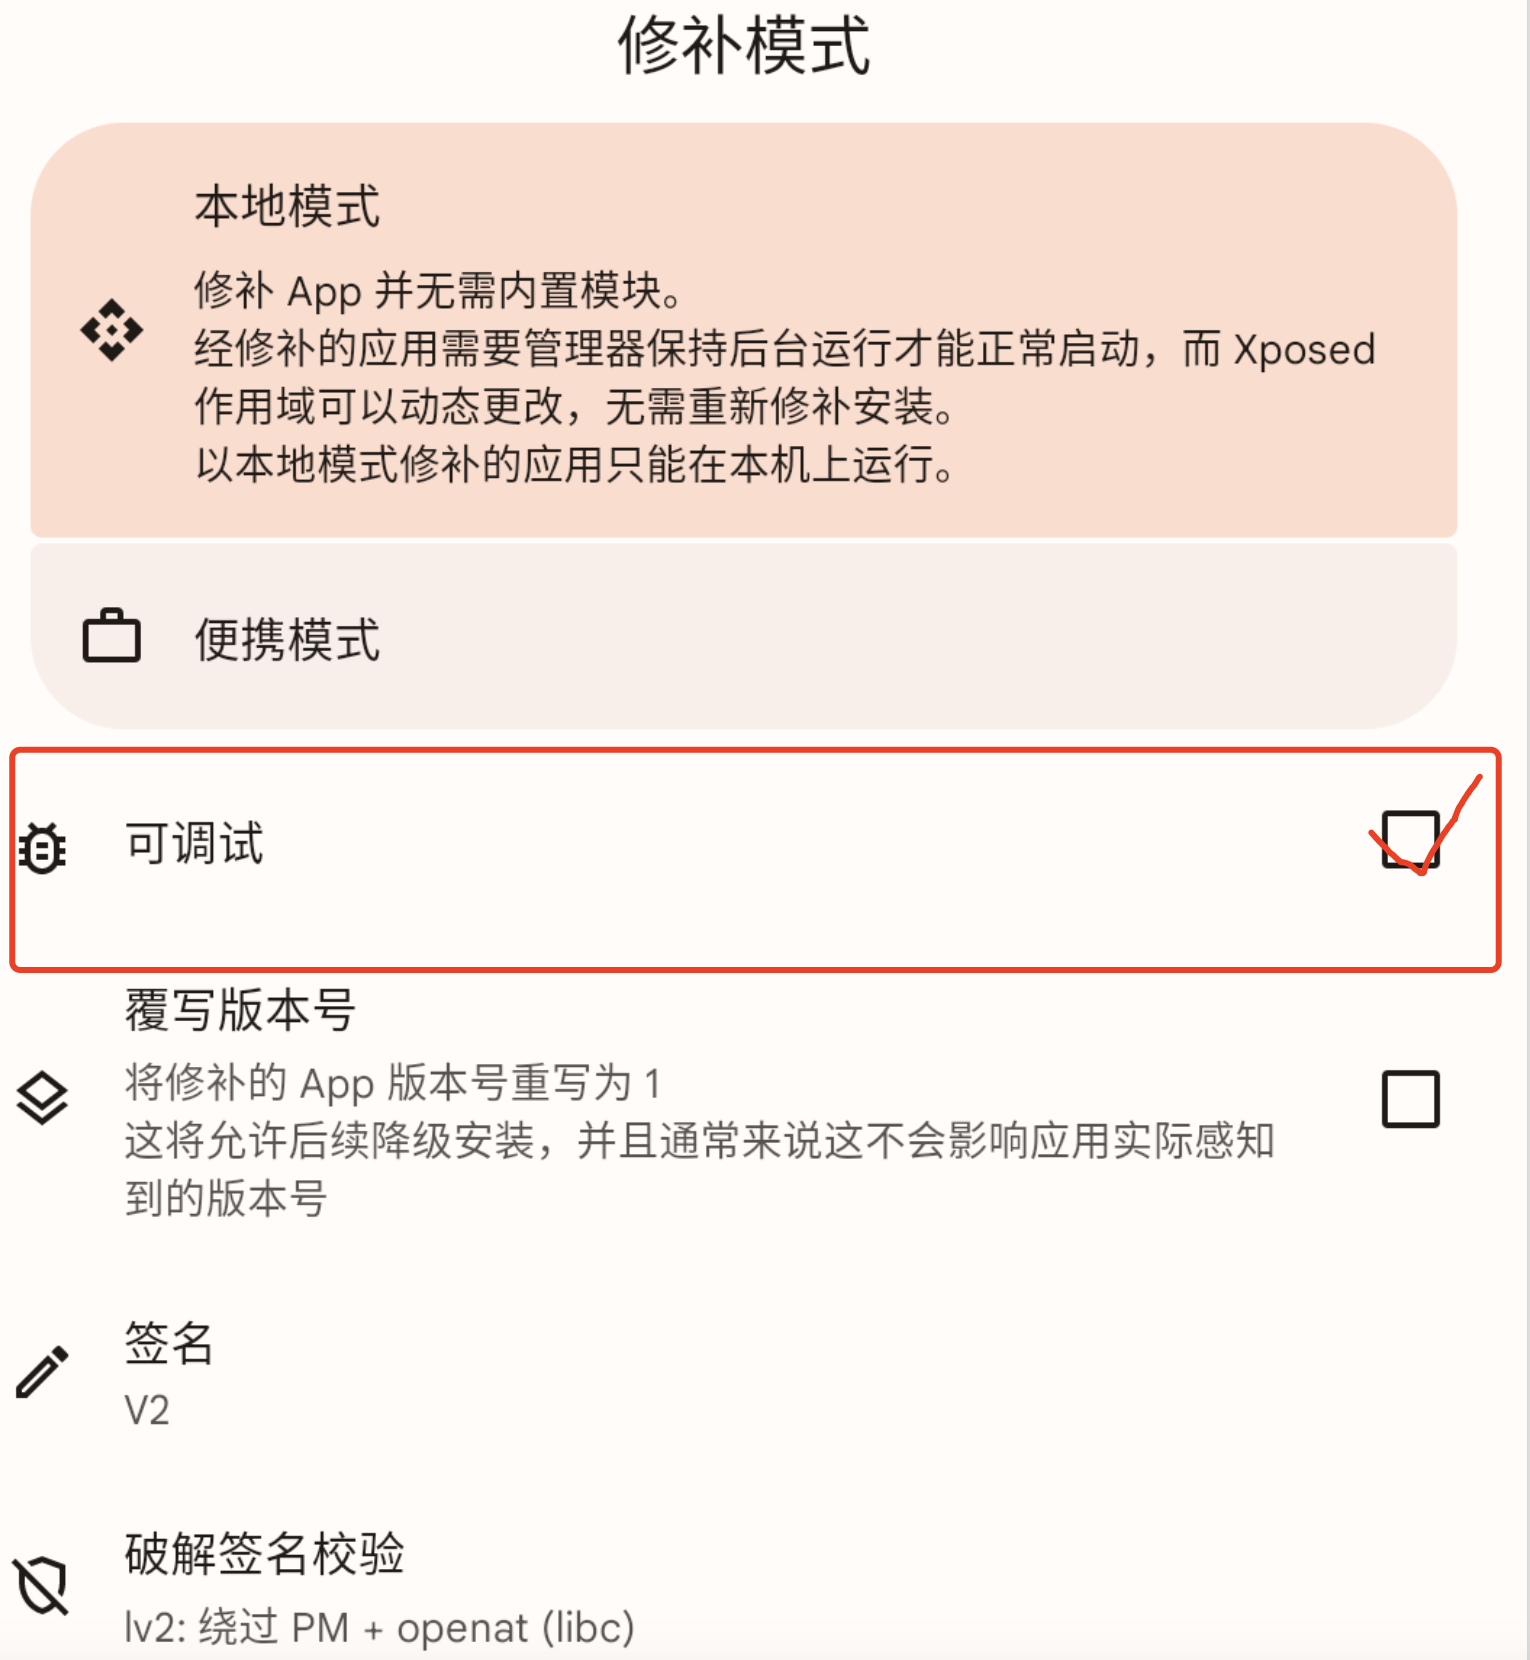 修补模式
本地模式
修补 App 并无需内置模块。
经修补的应用需要管理器保持后台运行才能正常启动，而 Xposed
作用域可以动态更改，无需重新修补安装。
以本地模式修补的应用只能在本机上运行。
便携模式
可调试
覆写版本号
将修补的 App 版本号重写为 1
这将允许后续降级安装，并且通常来说这不会影响应用实际感知
到的版本号
签名
V2
破解签名校验
lv2: 绕过 PM + openat (libc)